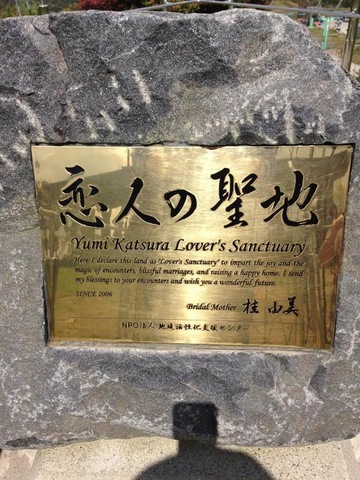 恋人の聖地
Yumi Katsura Lover's Sanctuary
Here I declare this land as "Lover's Sanctuary" to impart the joy and the
magic of encounters, blissful marriages, and raising a happy home. I send
my blessings to your encounters and wish you a wonderful future.
SINCE 2006
Bridal Mother 桂 由美
NPO法人 地域活性化支援センター